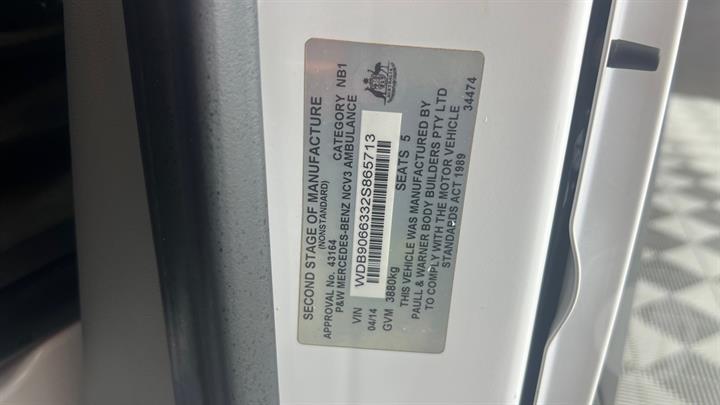 SECOND STAGE OF MANUFACTURE
(NONSTANDARD)
APPROVAL No. 43164 CATEGORY NB1
P&W MERCEDES-BENZ NCV3 AMBULANCE
VIN WDB9066332S865713
04/14 SEATS 5
GVM 3880kg
THIS VEHICLE WAS MANUFACTURED BY
PAULL & WARNER BODY BUILDERS PTY LTD
TO COMPLY WITH THE MOTOR VEHICLE
STANDARDS ACT 1989
34474